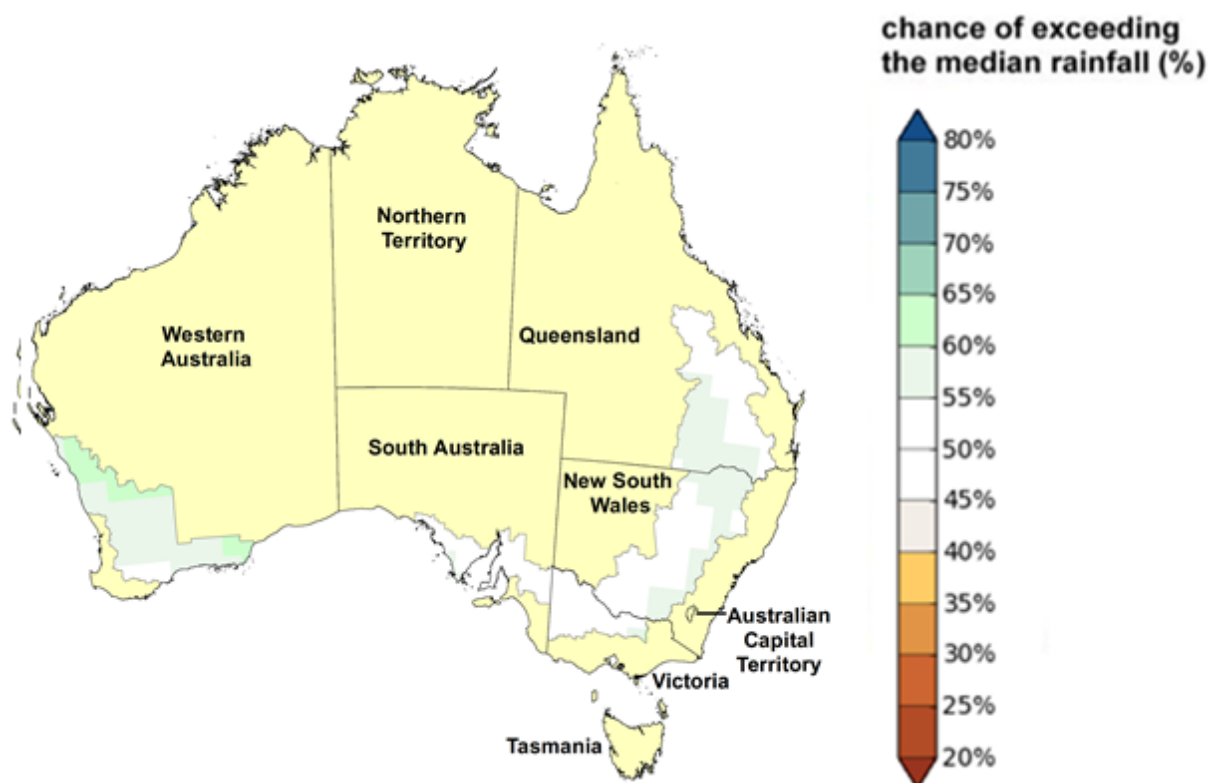 chance of exceeding
the median rainfall (%)
80%
75%
70%
65%
60%
55%
50%
45%
40%
35%
30%
25%
20%
Northern
Territory
Western
Australia
Queensland
South Australia
New South
Wales
Australian
Capital
Territory
Victoria
Tasmania